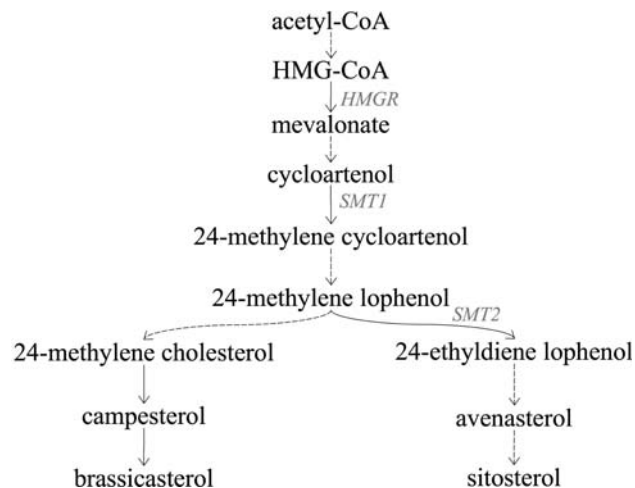 acetyl-CoA
HMG-CoA
HMGR
mevalonate
cycloartenol
SMT1
24-methylene cycloartenol
24-methylene lophenol
SMT2
24-methylene cholesterol
24-ethyldiene lophenol
campesterol
avenasterol
brassicasterol
sitosterol